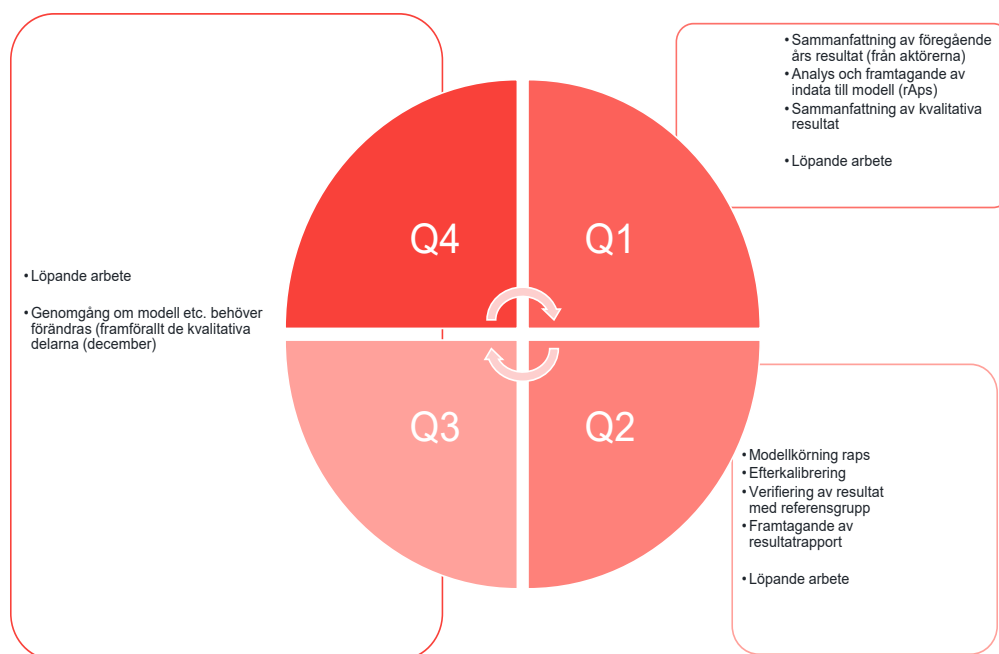 • Sammanfattning av föregående
års resultat (från aktörerna)
• Analys och framtagande av
indata till modell (rAps)
• Sammanfattning av kvalitativa
resultat
• Löpande arbete
Q4
Q1
• Löpande arbete
• Genomgång om modell etc. behöver
förändras (framförallt de kvalitativa
delarna (december)
Q3
Q2
• Modellkörning raps
• Efterkalibrering
• Verifiering av resultat
med referensgrupp
• Framtagande av
resultatrapport
• Löpande arbete